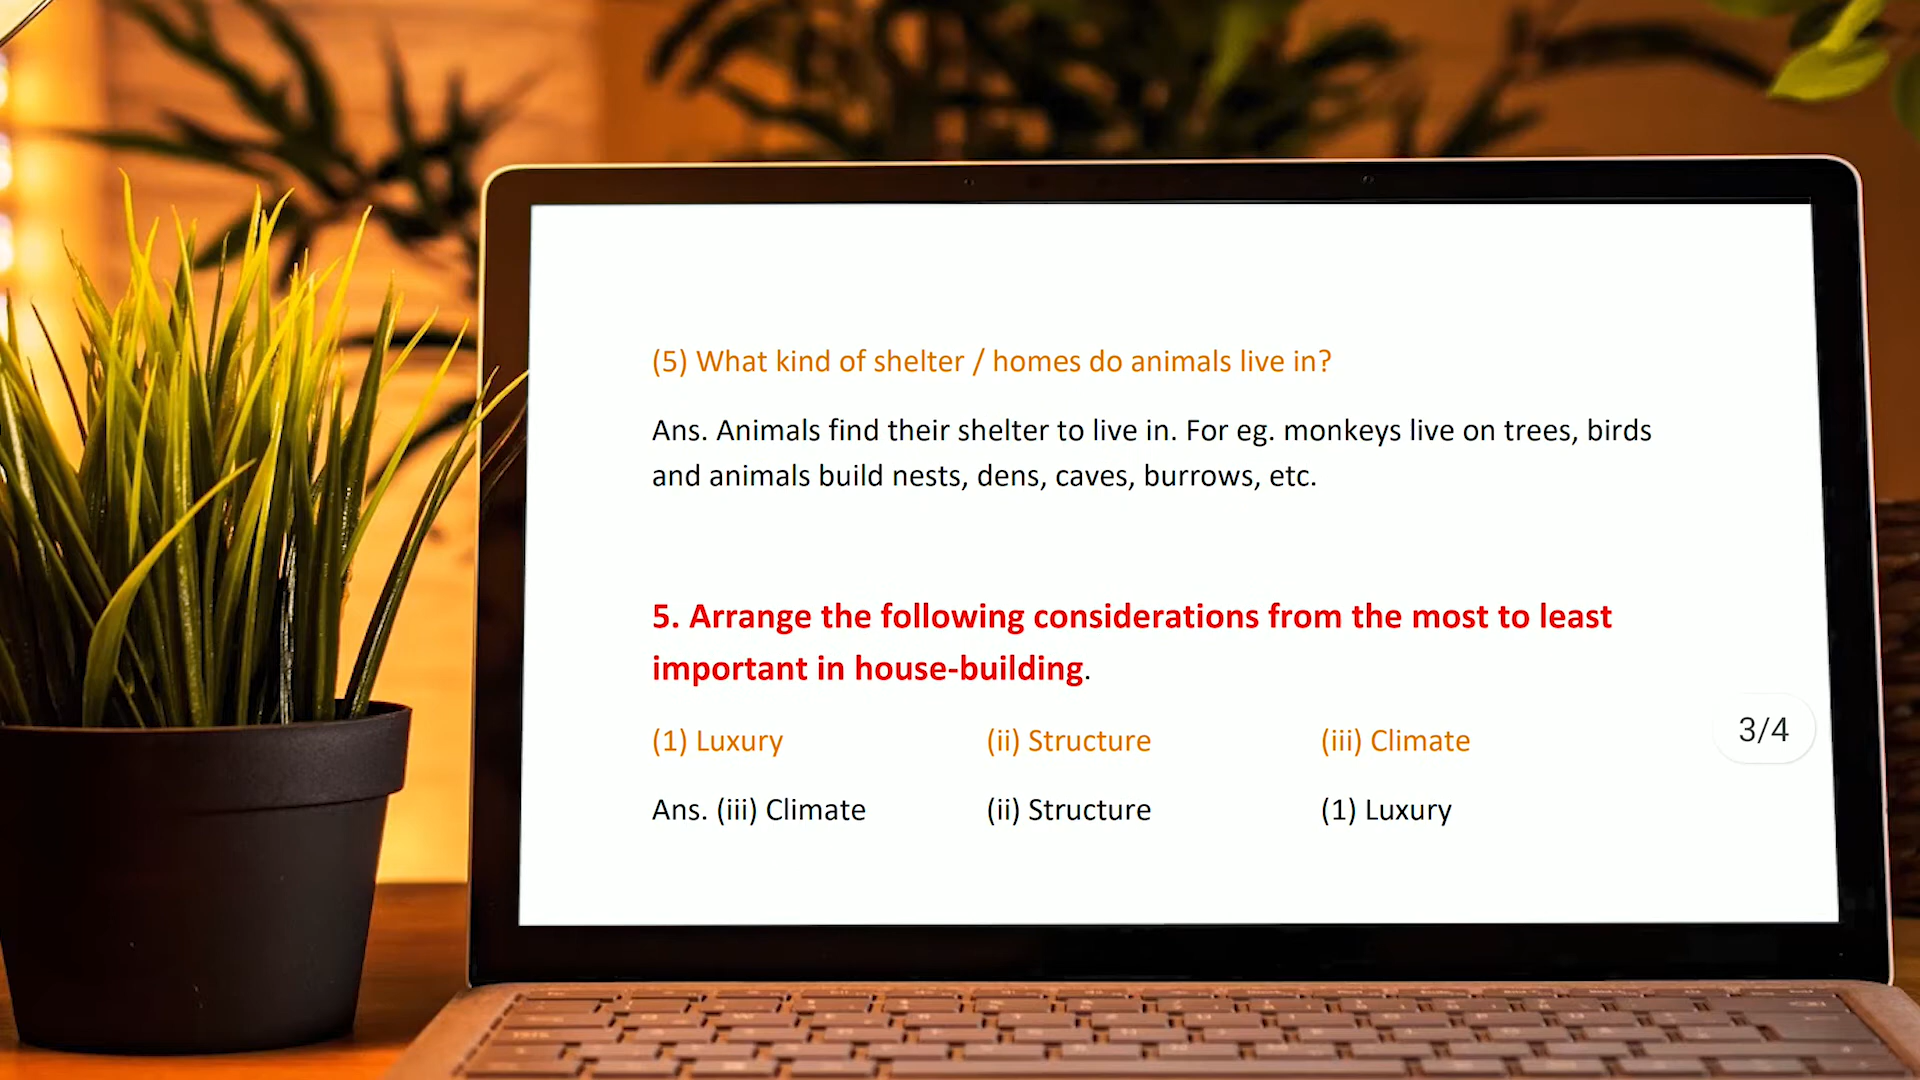 (5) What kind of shelter / homes do animals live in?
Ans. Animals find their shelter to live in. For eg. monkeys live on trees, birds
and animals build nests, dens, caves, burrows, etc.
5. Arrange the following considerations from the most to least
important in house-building.
(1) Luxury (ii) Structure (iii) Climate
3/4
Ans. (iii) Climate (ii) Structure (1) Luxury